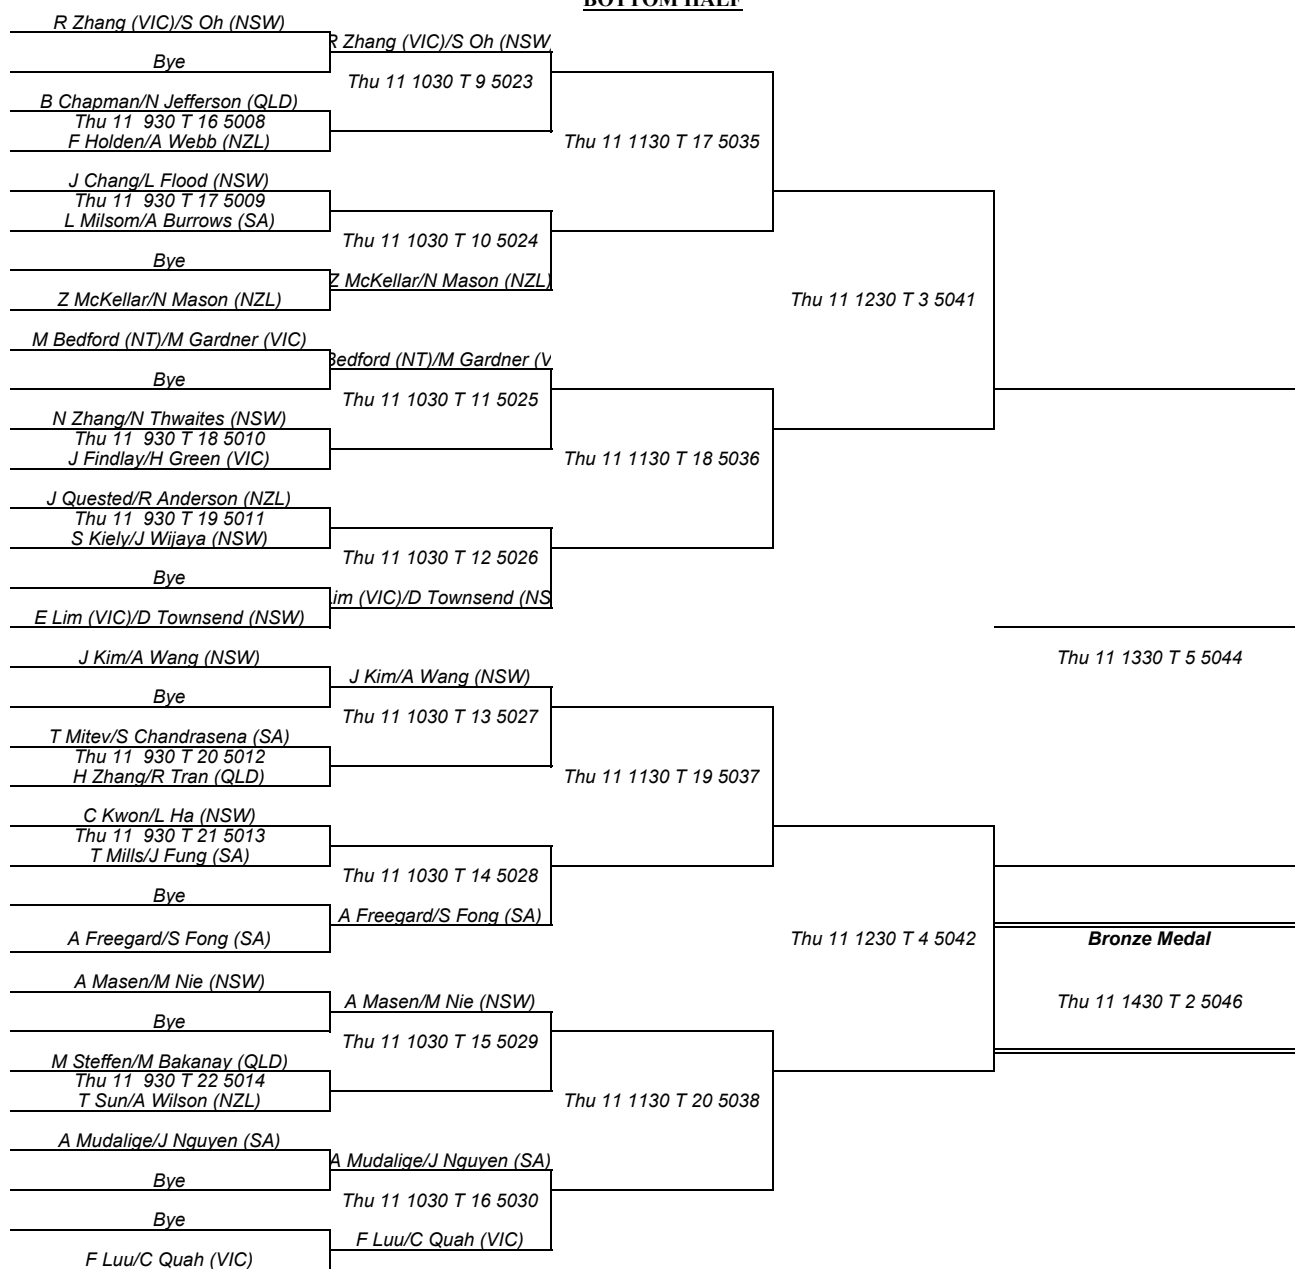 BOTTOM HALF
R Zhang (VIC)/S Oh (NSW)
R Zhang (VIC)/S Oh (NSW
Bye
Thu 11 1030 T 9 5023
B Chapman/N Jefferson (QLD)
Thu 11 930 T 16 5008
F Holden/A Webb (NZL)
Thu 11 1130 T 17 5035
J Chang/L Flood (NSW)
Thu 11 930 T 17 5009
L Milsom/A Burrows (SA)
Thu 11 1030 T 10 5024
Bye
Z McKellar/N Mason (NZL)
Z McKellar/N Mason (NZL)
Thu 11 1230 T 3 5041
M Bedford (NT)/M Gardner (VIC)
Bedford (NT)/M Gardner (V
Bye
Thu 11 1030 T 11 5025
N Zhang/N Thwaites (NSW)
Thu 11 930 T 18 5010
J Findlay/H Green (VIC)
Thu 11 1130 T 18 5036
J Quested/R Anderson (NZL)
Thu 11 930 T 19 5011
S Kiely/J Wijaya (NSW)
Thu 11 1030 T 12 5026
Bye
Lim (VIC)/D Townsend (NS
E Lim (VIC)/D Townsend (NSW)
J Kim/A Wang (NSW)
Thu 11 1330 T 5 5044
J Kim/A Wang (NSW)
Bye
Thu 11 1030 T 13 5027
T Mitev/S Chandrasena (SA)
Thu 11 930 T 20 5012
H Zhang/R Tran (QLD)
Thu 11 1130 T 19 5037
C Kwon/L Ha (NSW)
Thu 11 930 T 21 5013
T Mills/J Fung (SA)
Thu 11 1030 T 14 5028
Bye
A Freegard/S Fong (SA)
A Freegard/S Fong (SA)
Thu 11 1230 T 4 5042
Bronze Medal
A Masen/M Nie (NSW)
A Masen/M Nie (NSW)
Thu 11 1430 T 2 5046
Bye
Thu 11 1030 T 15 5029
M Steffen/M Bakanay (QLD)
Thu 11 930 T 22 5014
T Sun/A Wilson (NZL)
Thu 11 1130 T 20 5038
A Mudalige/J Nguyen (SA)
A Mudalige/J Nguyen (SA)
Bye
Thu 11 1030 T 16 5030
Bye
F Luu/C Quah (VIC)
F Luu/C Quah (VIC)